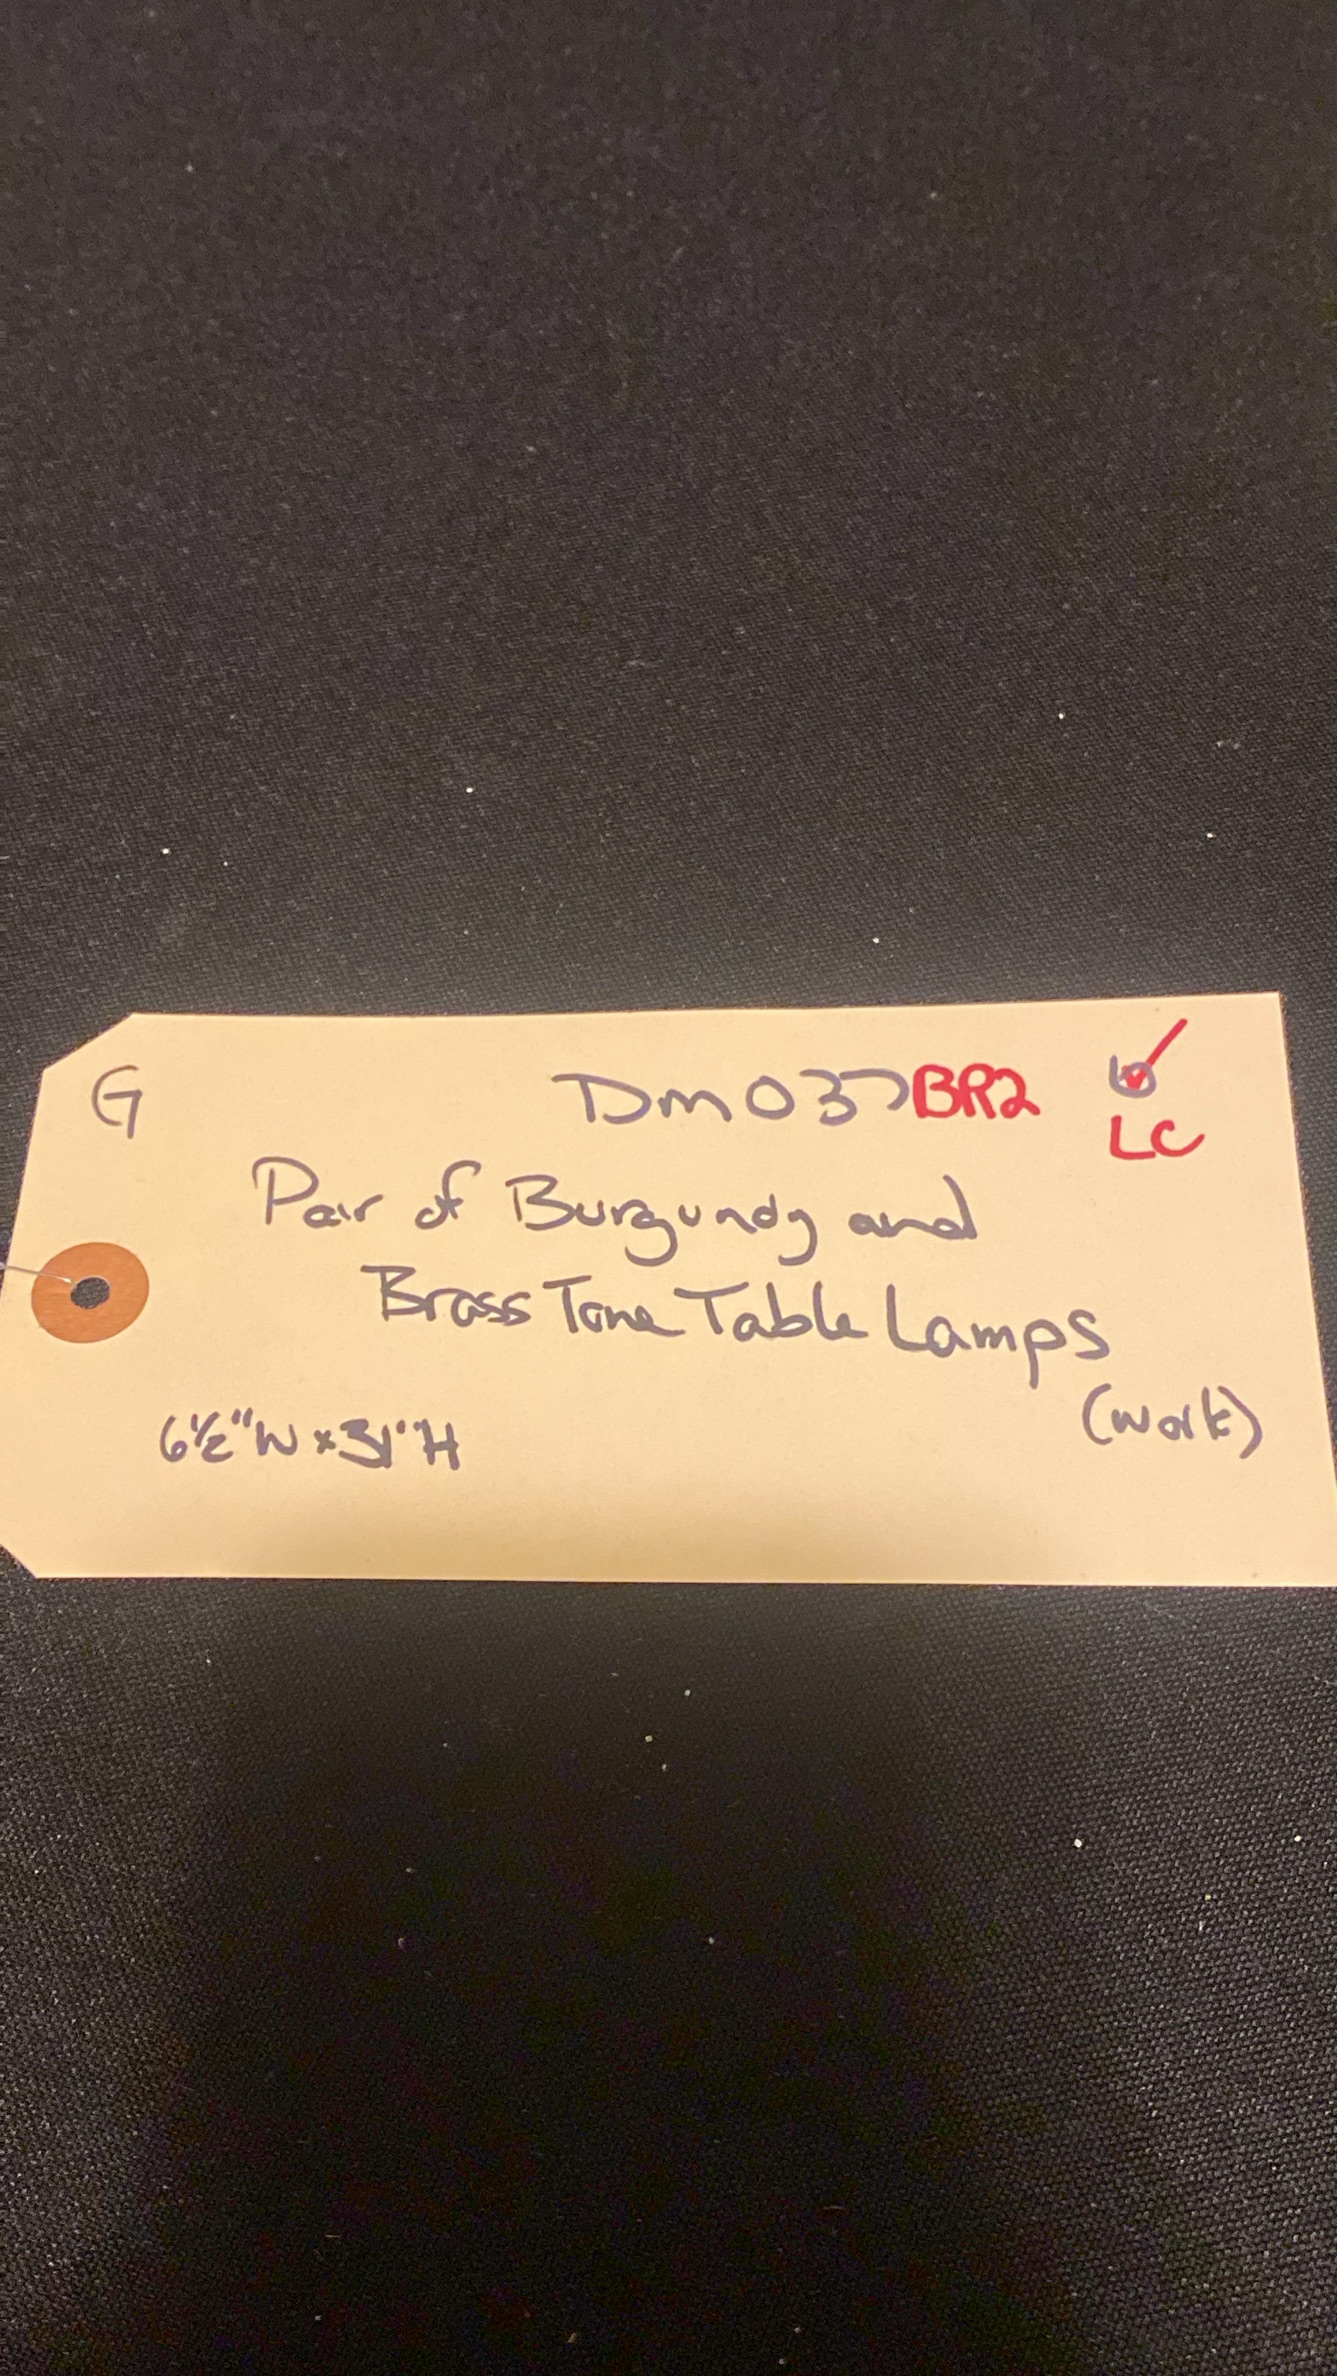 G DM037BR2
LC
Pair of Burgundy and
Brass Tone Table Lamps
(work)
6½"W x 31"H